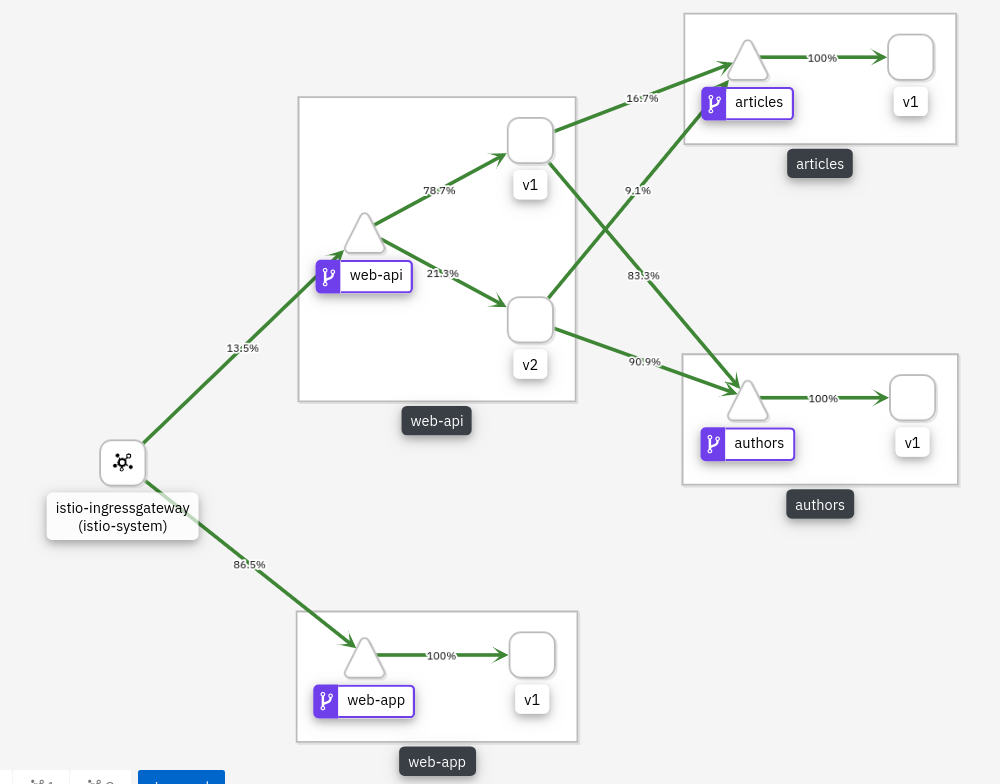 100%
articles
v1
articles
16.7%
v1
78.7%
9.1%
web-api
21.3%
83.3%
v2
90.9%
web-api
13.5%
100%
authors
v1
authors
istio-ingressgateway
(istio-system)
86.5%
100%
web-app
v1
web-app